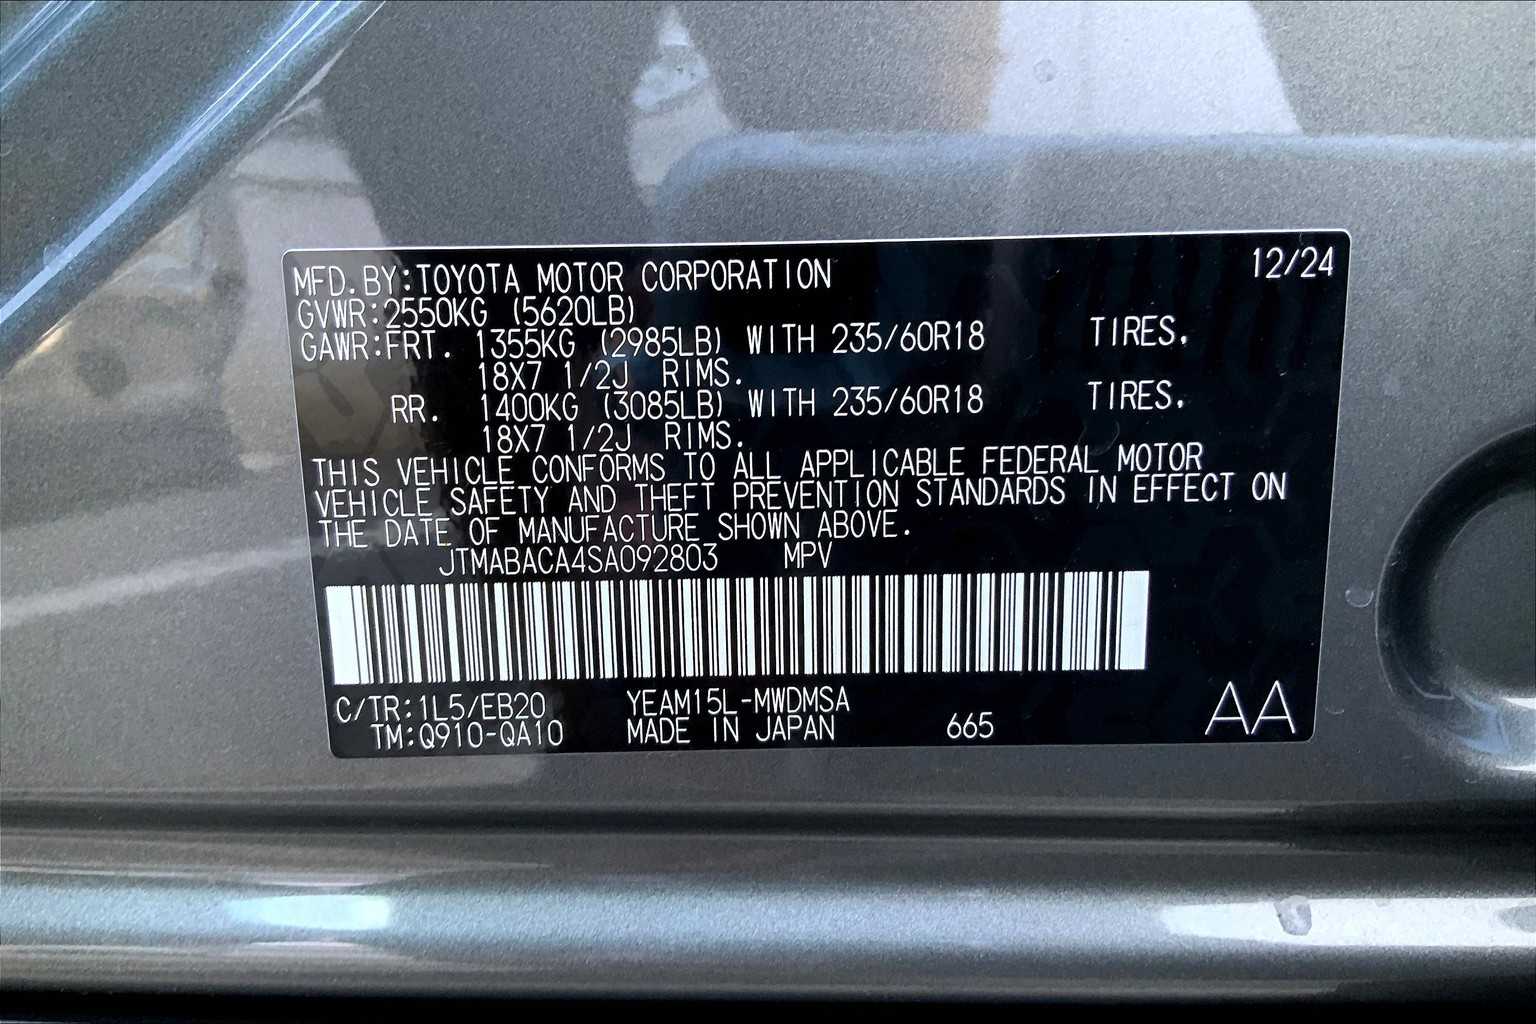 MFD.BY:TOYOTA MOTOR CORPORATION 12/24
GVWR:2550KG (5620LB)
GAWR:FRT. 1355KG (2985LB) WITH 235/60R18 TIRES.
18X7 1/2J RIMS.
RR. 1400KG (3085LB) WITH 235/60R18 TIRES.
18X7 1/2J RIMS.
THIS VEHICLE CONFORMS TO ALL APPLICABLE FEDERAL MOTOR
VEHICLE SAFETY AND THEFT PREVENTION STANDARDS IN EFFECT ON
THE DATE OF MANUFACTURE SHOWN ABOVE.
JTMABACA4SA092803 MPV
C/TR:1L5/EB20 YEAM15L-MWDMSA
TM:Q910-QA10 MADE IN JAPAN 665 AA